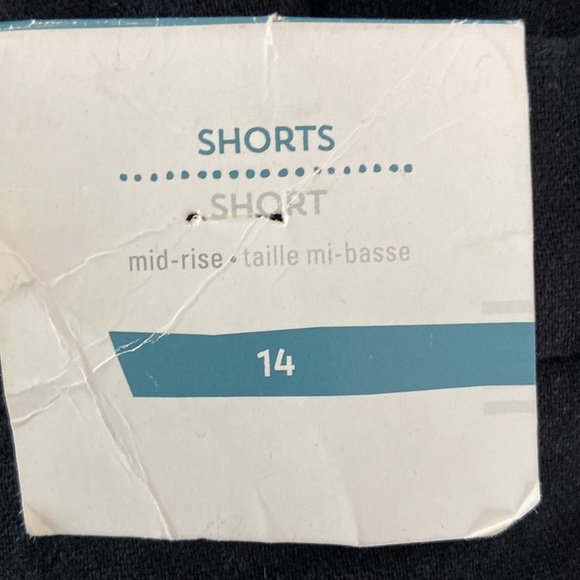 SHORTS
SHORT
mid-rise • taille mi-basse
14